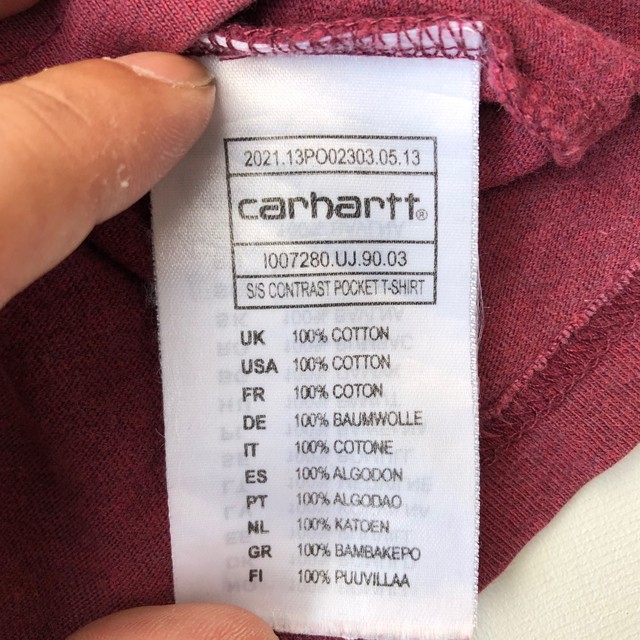 2021.13PO02303.05.13
carhartt®
I007280.UJ.90.03
S/S CONTRAST POCKET T-SHIRT
UK 100% COTTON
USA 100% COTTON
FR 100% COTON
DE 100% BAUMWOLLE
IT 100% COTONE
ES 100% ALGODON
PT 100% ALGODAO
NL 100% KATOEN
GR 100% BAMBAKEPO
FI 100% PUUVILLAA